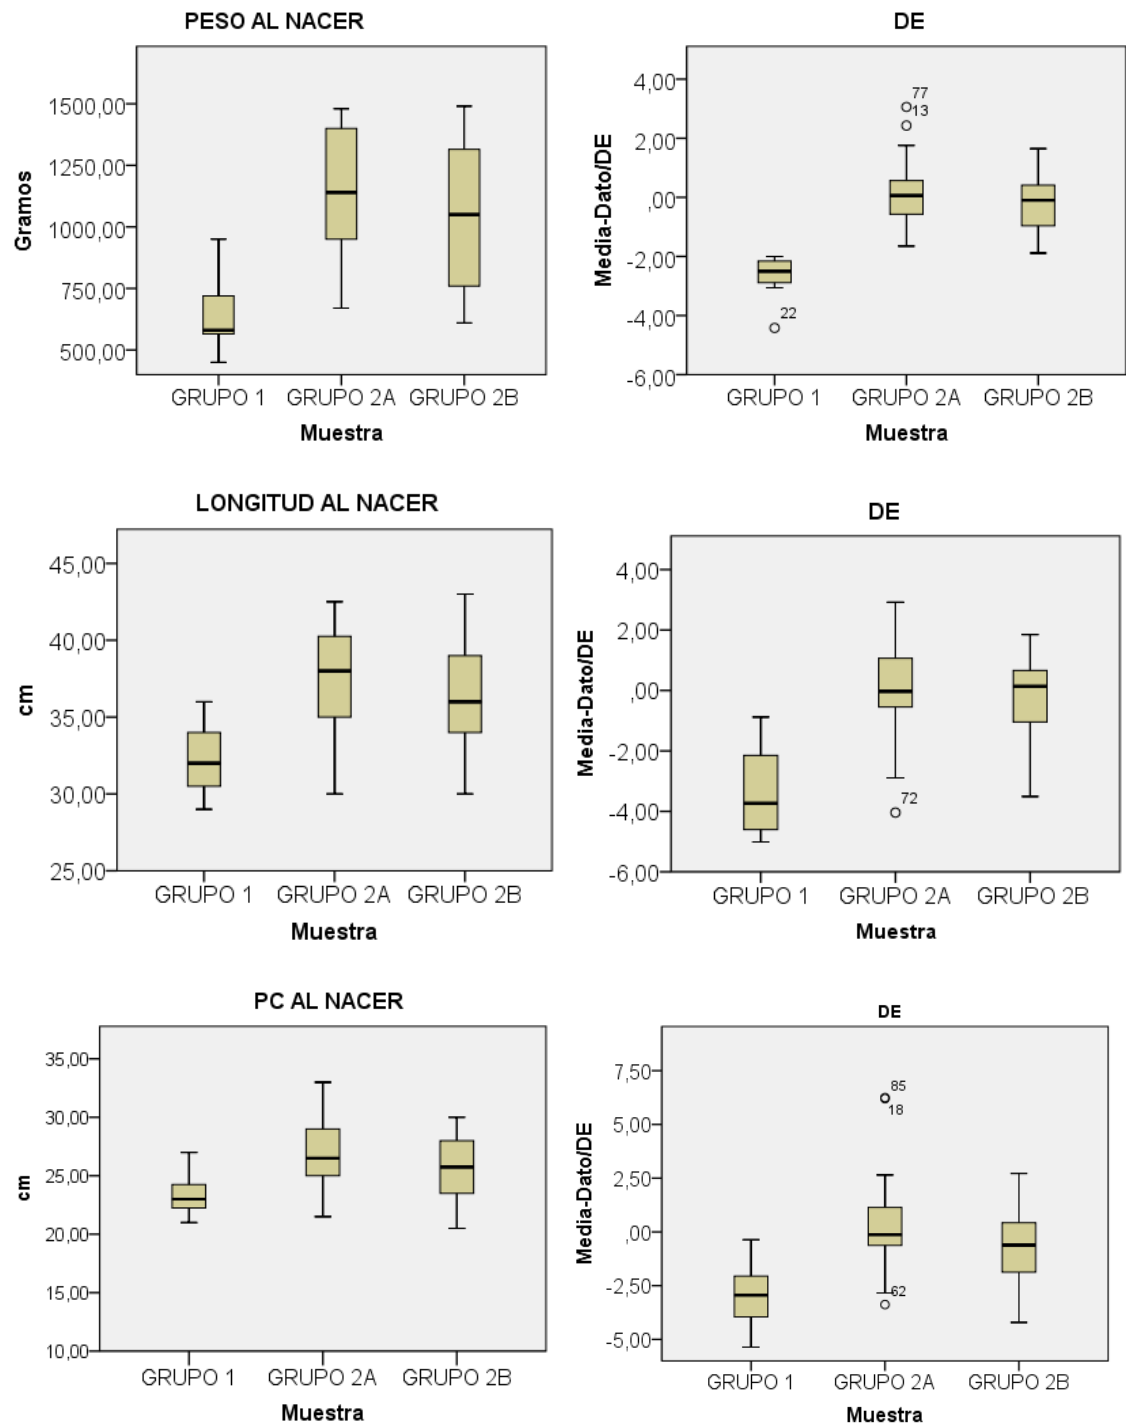 PESO AL NACER
Gramos
1500,00
1250,00
1000,00
750,00
500,00
GRUPO 1 GRUPO 2A GRUPO 2B
Muestra
DE
Media-Dato/DE
4,00
2,00
,00
-2,00
-4,00
-6,00
77
13
22
GRUPO 1 GRUPO 2A GRUPO 2B
Muestra
LONGITUD AL NACER
cm
45,00
40,00
35,00
30,00
25,00
GRUPO 1 GRUPO 2A GRUPO 2B
Muestra
DE
Media-Dato/DE
4,00
2,00
,00
-2,00
-4,00
-6,00
72
GRUPO 1 GRUPO 2A GRUPO 2B
Muestra
PC AL NACER
cm
35,00
30,00
25,00
20,00
15,00
10,00
GRUPO 1 GRUPO 2A GRUPO 2B
Muestra
DE
Media-Dato/DE
7,50
5,00
2,50
,00
-2,50
-5,00
85
18
62
GRUPO 1 GRUPO 2A GRUPO 2B
Muestra